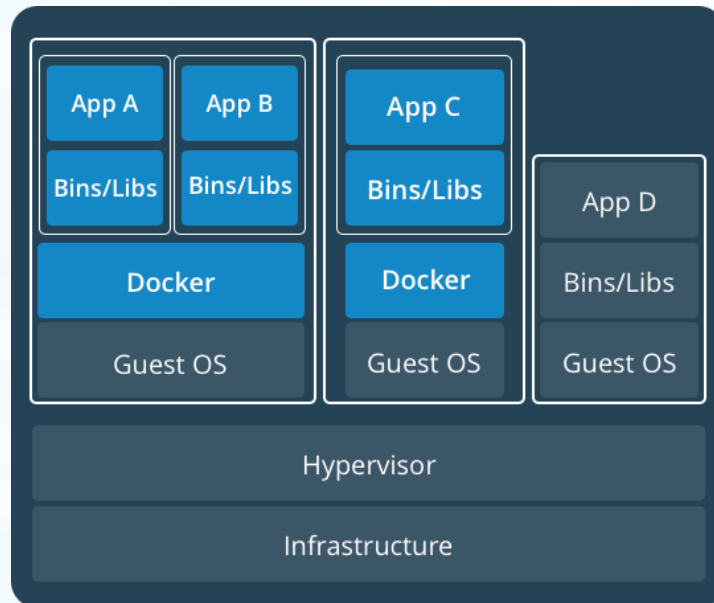 App A
App B
Bins/Libs
Bins/Libs
Docker
Guest OS
App C
Bins/Libs
Docker
Guest OS
App D
Bins/Libs
Guest OS
Hypervisor
Infrastructure